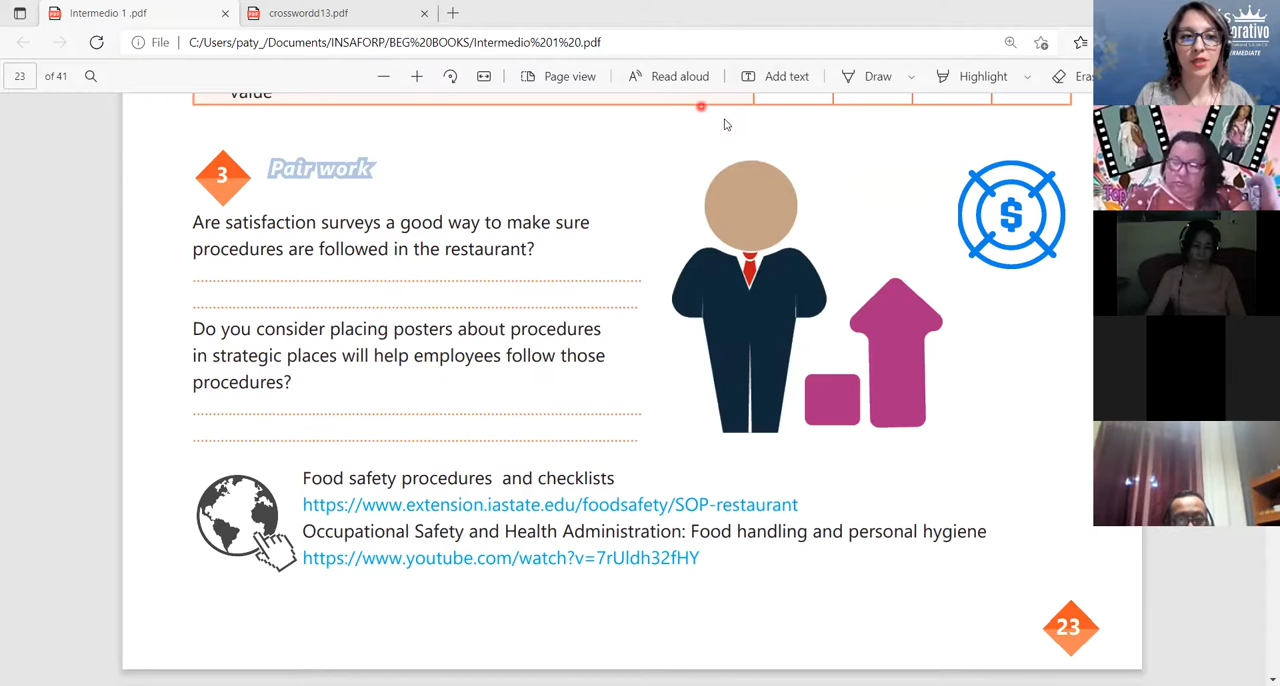 Intermedio 1 .pdf
crosswordd13.pdf
File
C:/Users/paty_/Documents/INSAFORP/BEG%20BOOKS/Intermedio%201%20.pdf
23 of 41
Page view
Read aloud
Add text
Draw
Highlight
value
3
Pair work
Are satisfaction surveys a good way to make sure
procedures are followed in the restaurant?
Do you consider placing posters about procedures
in strategic places will help employees follow those
procedures?
$
Food safety procedures and checklists
https://www.extension.iastate.edu/foodsafety/SOP-restaurant
Occupational Safety and Health Administration: Food handling and personal hygiene
https://www.youtube.com/watch?v=7rUldh32fHY
23